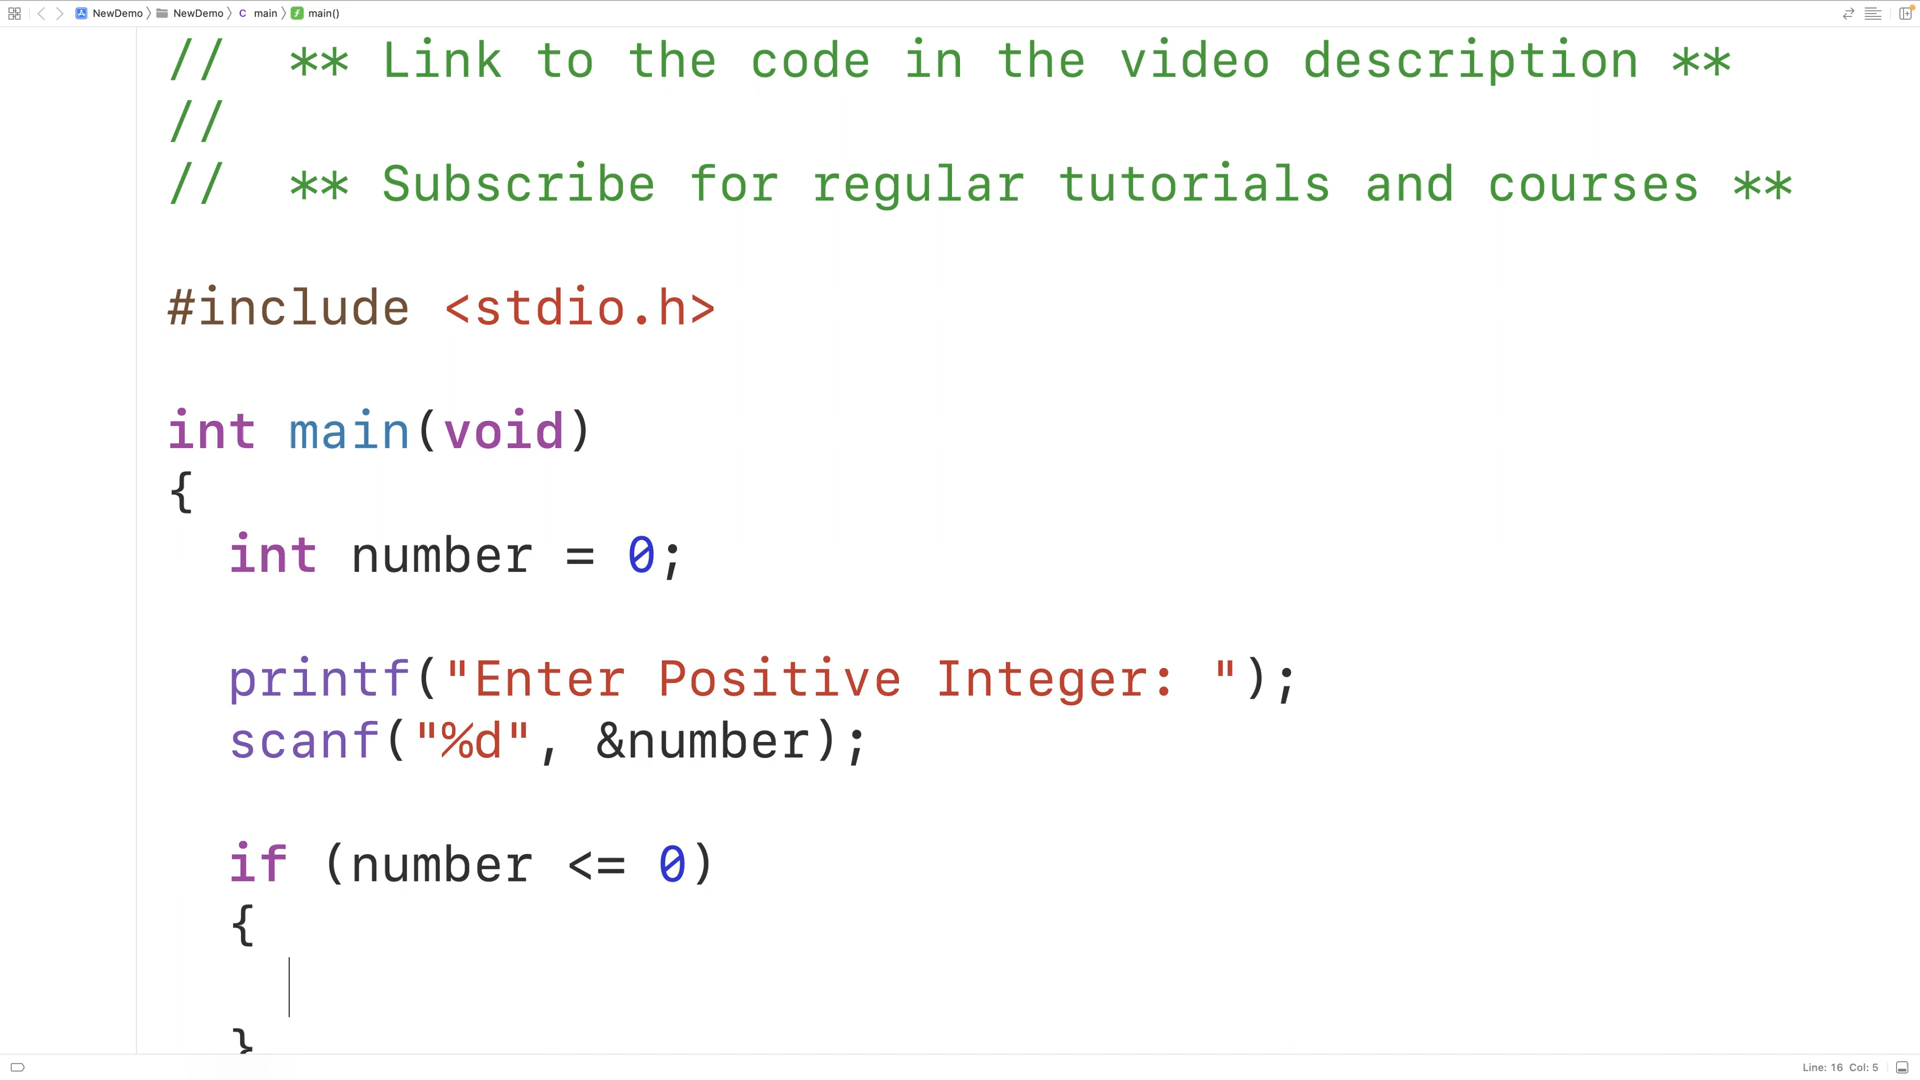 NewDemo NewDemo C main f main()
// ** Link to the code in the video description **
//
// ** Subscribe for regular tutorials and courses **
#include <stdio.h>
int main(void)
{
int number = 0;
printf("Enter Positive Integer: ");
scanf("%d", &number);
if (number <= 0)
{
}
Line: 16 Col: 5